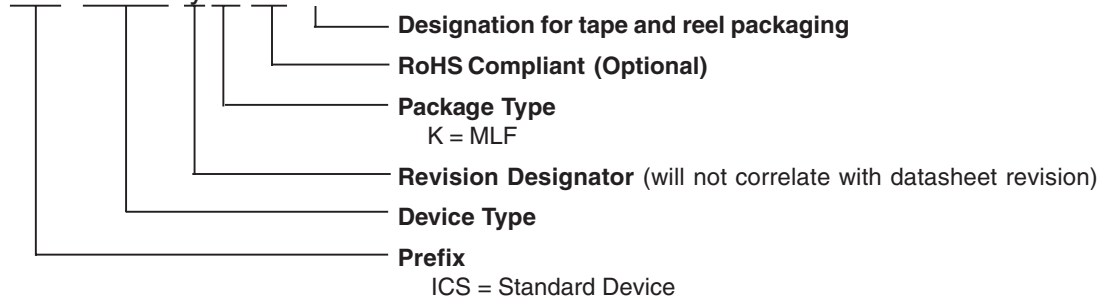 Designation for tape and reel packaging
RoHS Compliant (Optional)
Package Type
K = MLF
Revision Designator (will not correlate with datasheet revision)
Device Type
Prefix
ICS = Standard Device